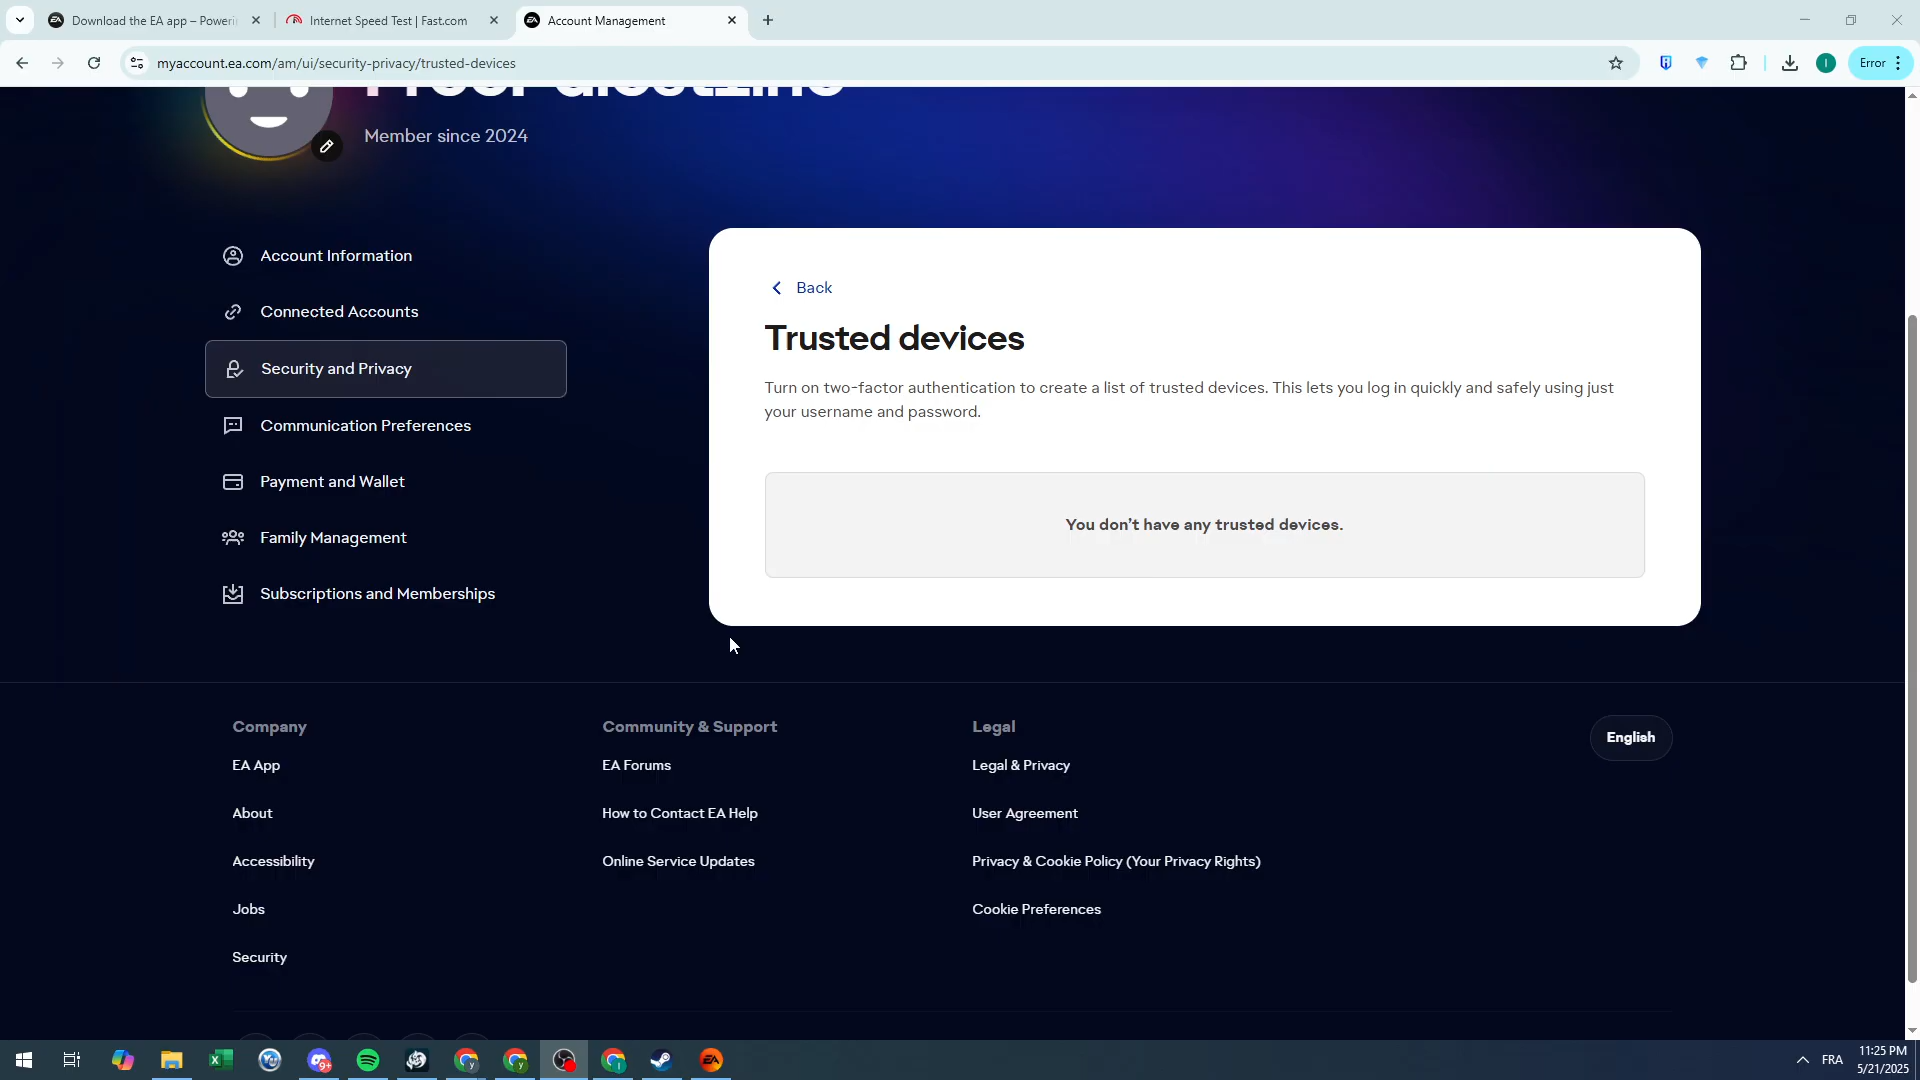 Download the EA app – Poweri
Internet Speed Test | Fast.com
Account Management
myaccount.ea.com/am/ui/security-privacy/trusted-devices
Error
Member since 2024
Account Information
Connected Accounts
Security and Privacy
Communication Preferences
Payment and Wallet
Family Management
Subscriptions and Memberships
Back
Trusted devices
Turn on two-factor authentication to create a list of trusted devices. This lets you log in quickly and safely using just
your username and password.
You don't have any trusted devices.
Company
EA App
About
Accessibility
Jobs
Security
Community & Support
EA Forums
How to Contact EA Help
Online Service Updates
Legal
Legal & Privacy
User Agreement
Privacy & Cookie Policy (Your Privacy Rights)
Cookie Preferences
English
FRA
11:25 PM
5/21/2025